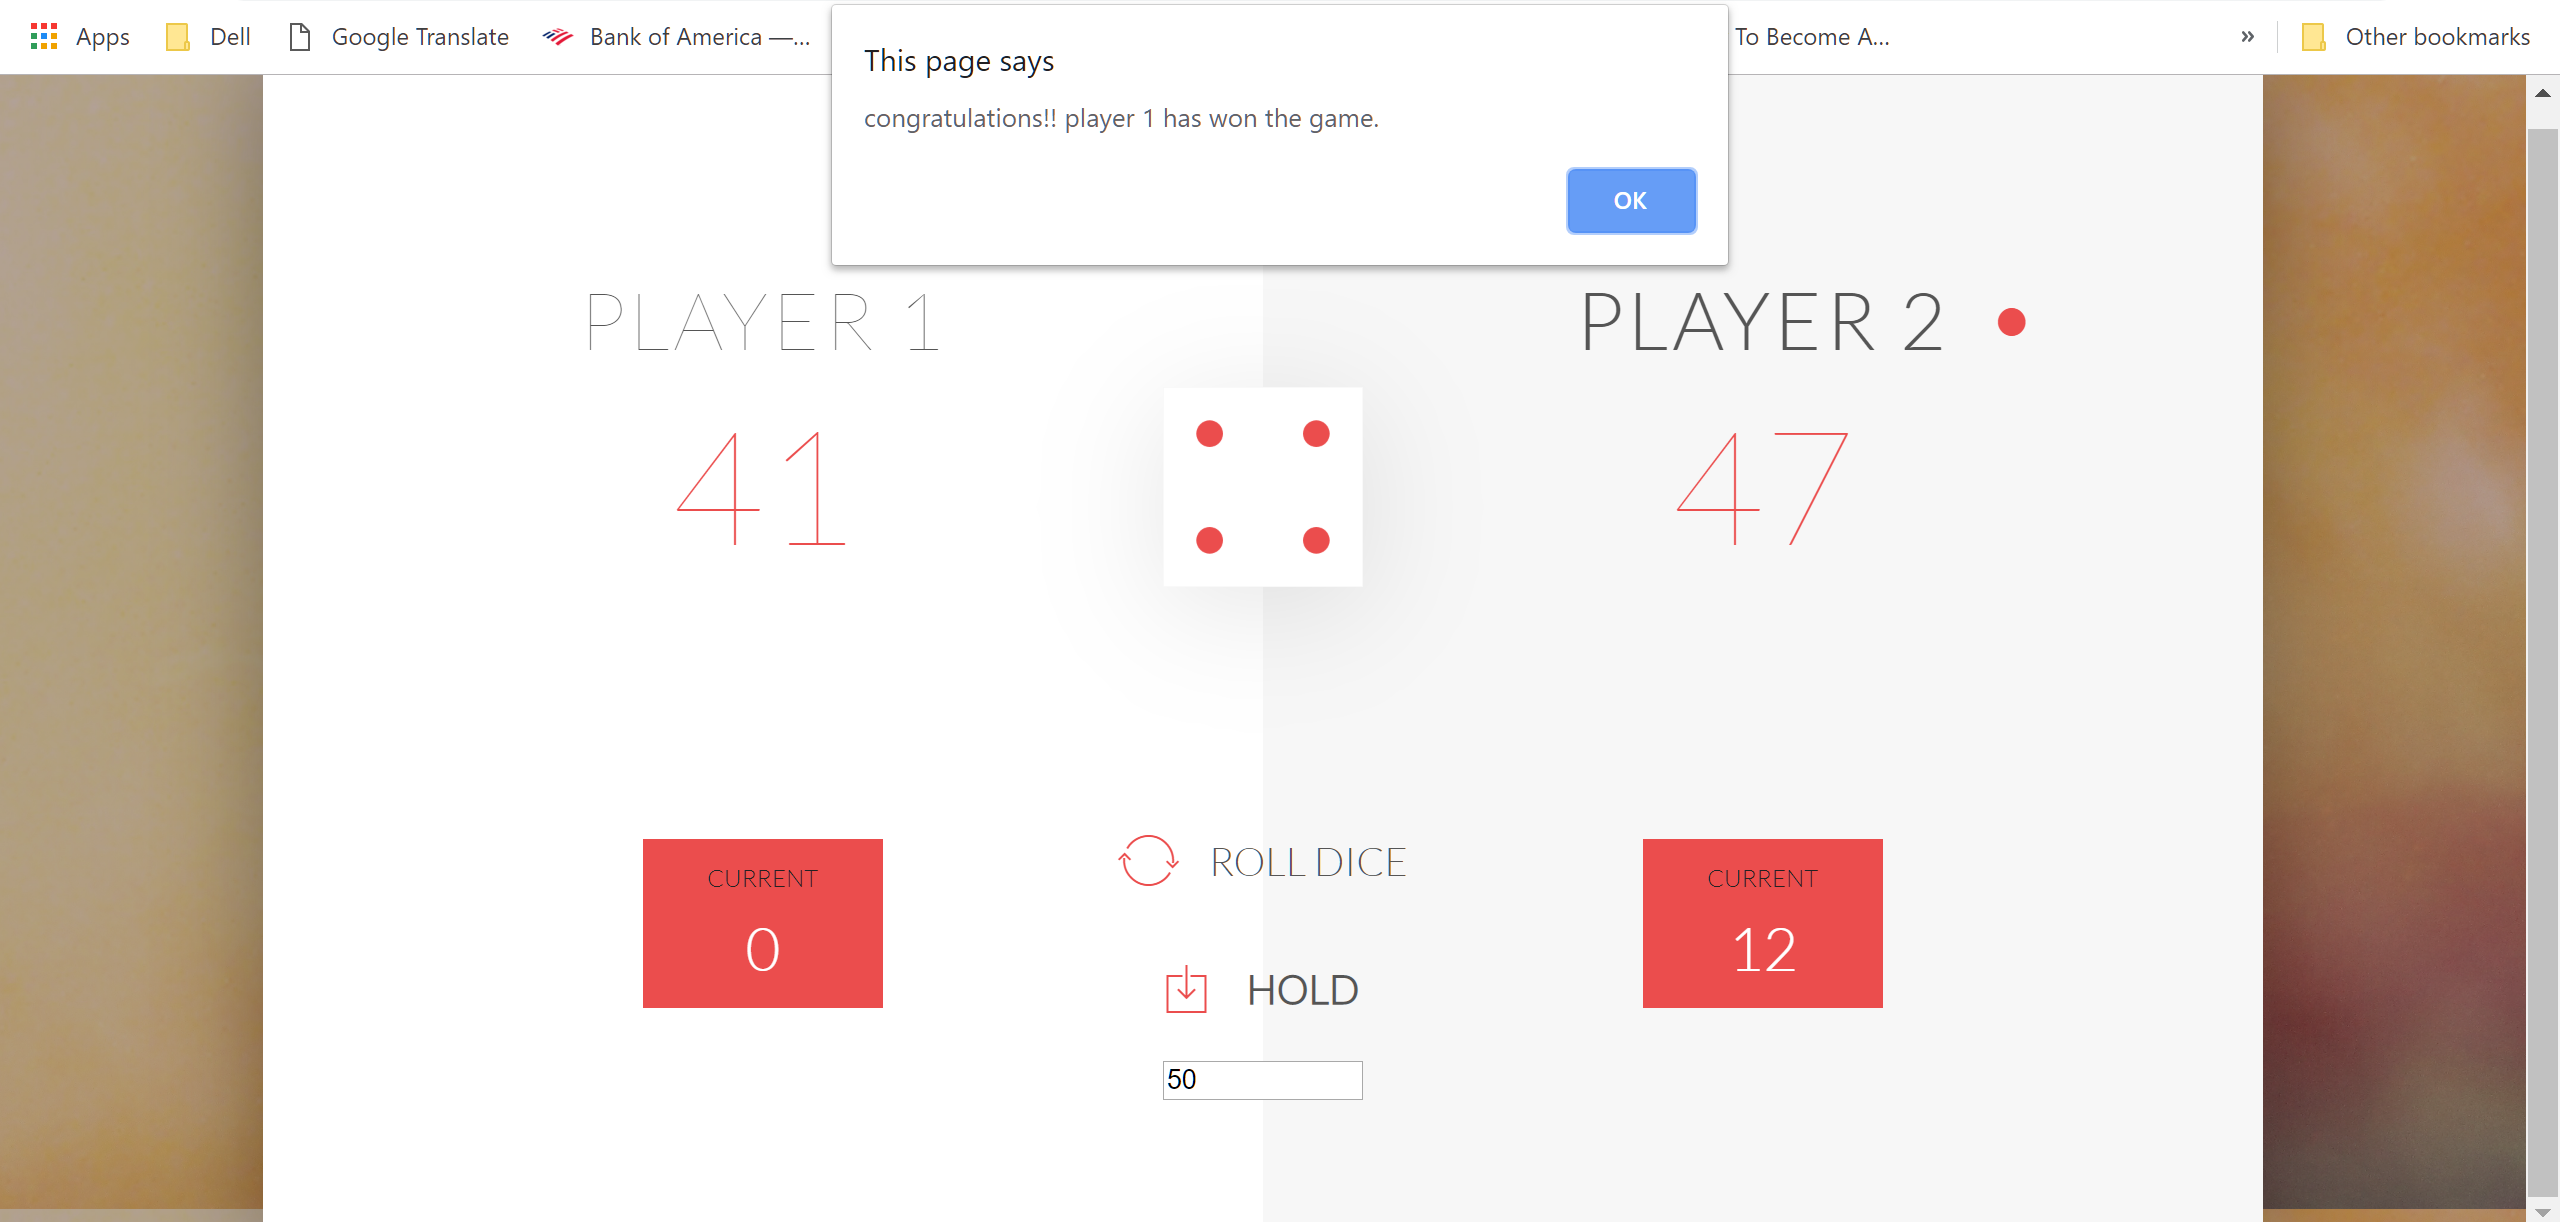 Apps Dell Google Translate Bank of America —... To Become A... » Other bookmarks
This page says
congratulations!! player 1 has won the game.
OK
PLAYER 1
41
PLAYER 2
47
CURRENT
0
ROLL DICE
HOLD
50
CURRENT
12